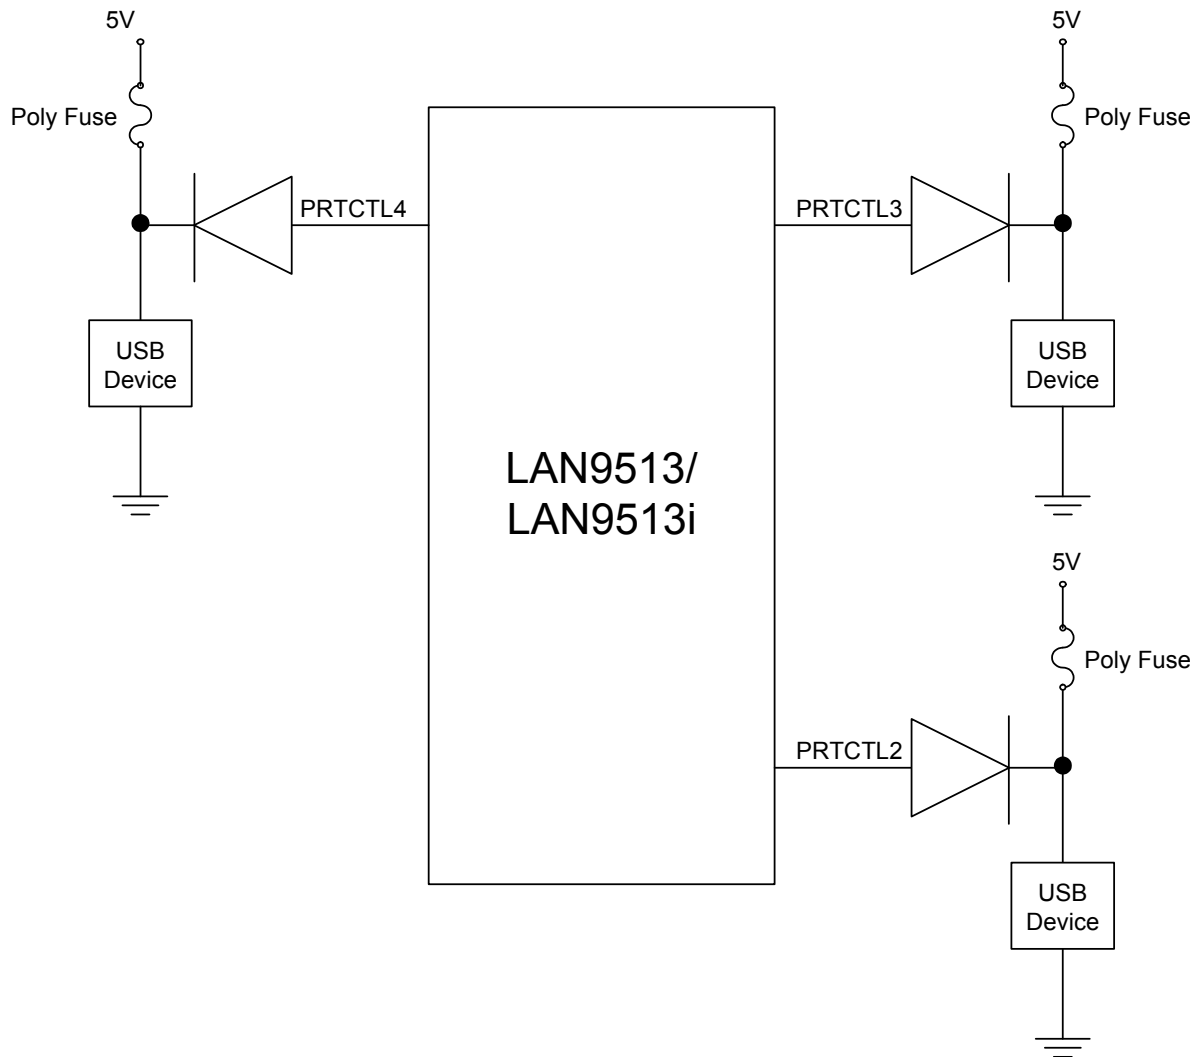 5V
Poly Fuse
PRTCTL4
USB
Device
LAN9513/
LAN9513i
5V
Poly Fuse
PRTCTL3
USB
Device
5V
Poly Fuse
PRTCTL2
USB
Device